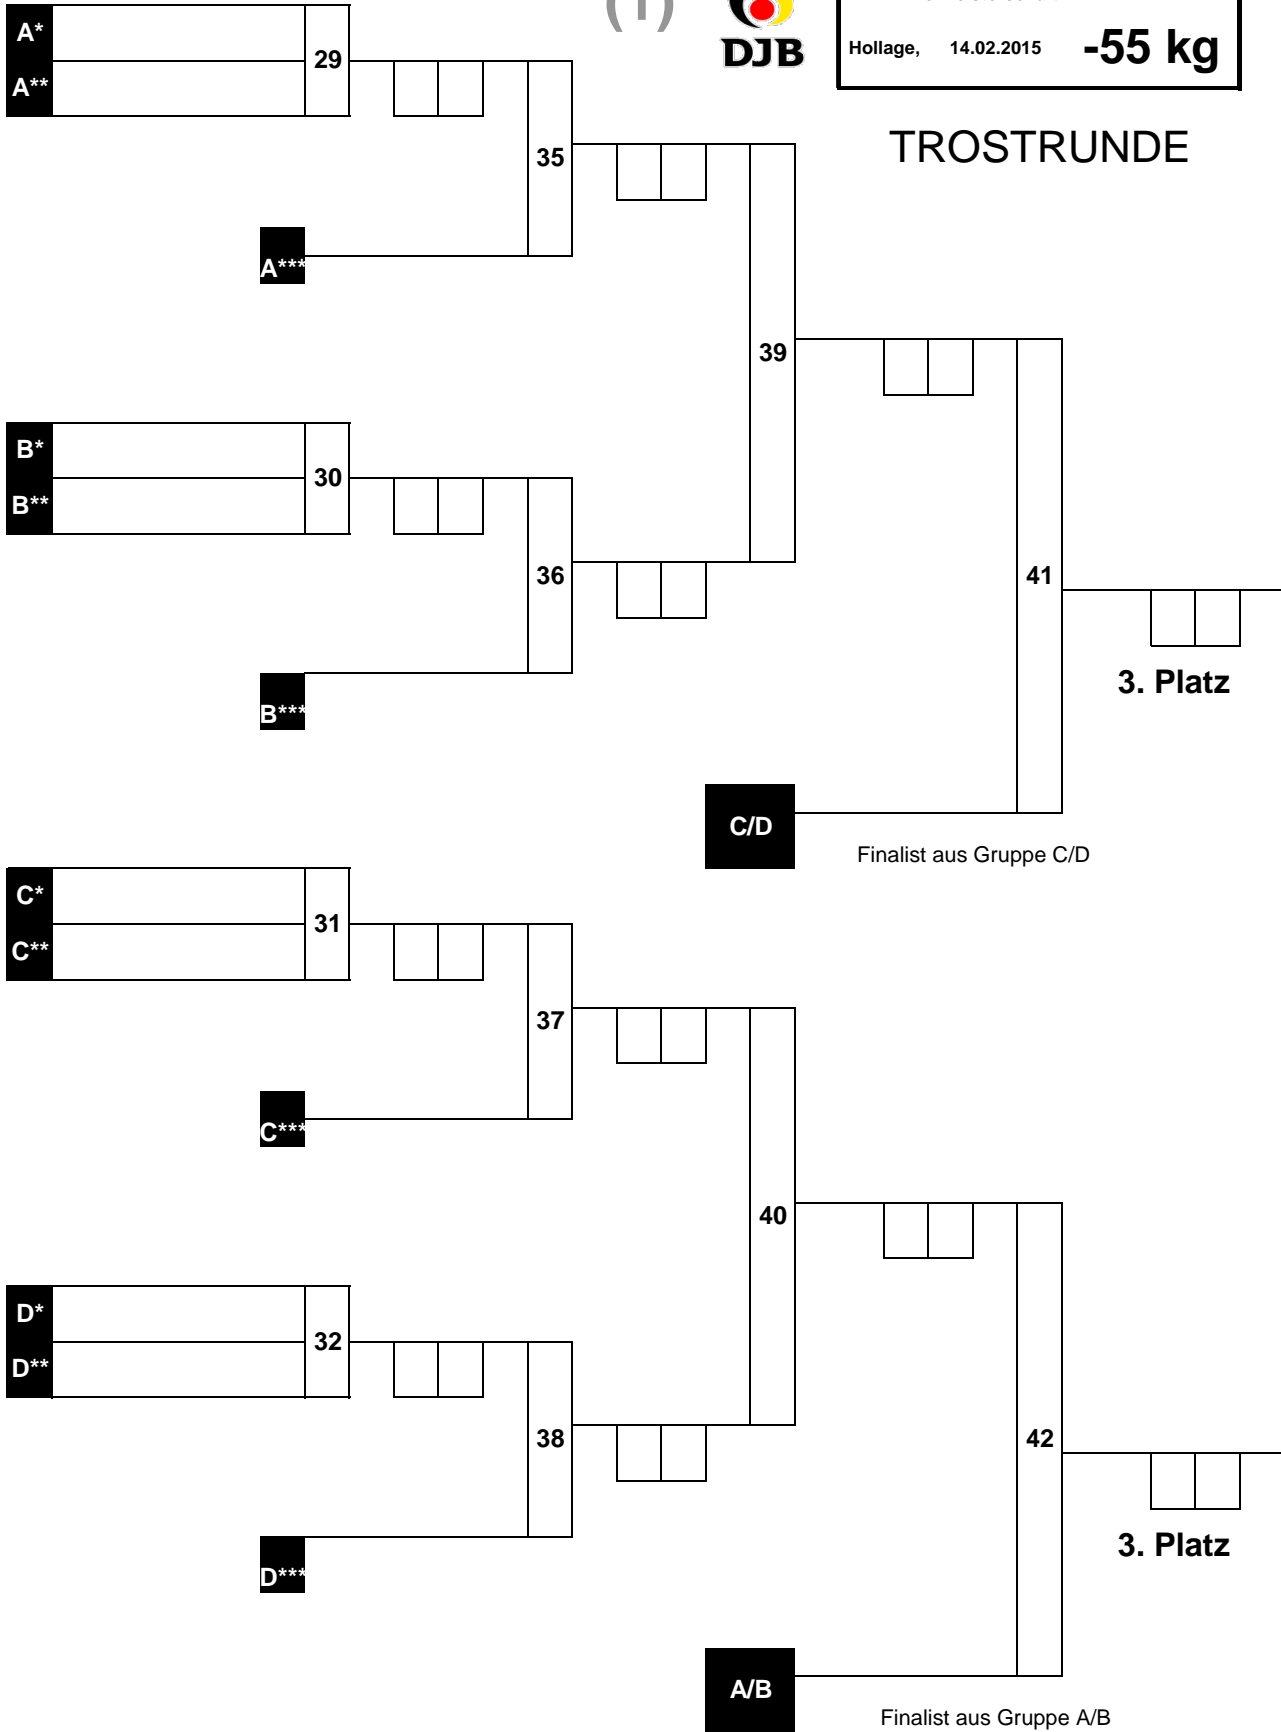 (1)
DJB
Hollage, 14.02.2015 -55 kg
TROSTRUNDE
A*
A**
29
35
A***
39
B*
B**
30
36
41
B***
3. Platz
C/D
Finalist aus Gruppe C/D
C*
C**
31
37
C***
40
D*
D**
32
38
42
D***
3. Platz
A/B
Finalist aus Gruppe A/B